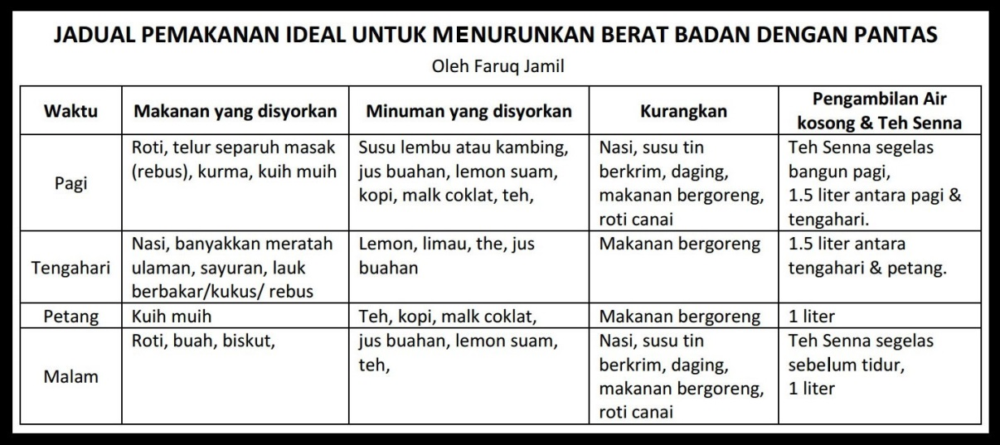 JADUAL PEMAKANAN IDEAL UNTUK MENURUNKAN BERAT BADAN DENGAN PANTAS
Oleh Faruq Jamil
Waktu
Makanan yang disyorkan
Minuman yang disyorkan
Kurangkan
Pengambilan Air
kosong & Teh Senna
Pagi
Roti, telur separuh masak
(rebus), kurma, kuih muih
Susu lembu atau kambing,
jus buahan, lemon suam,
kopi, malk coklat, teh,
Nasi, susu tin
berkrim, daging,
makanan bergoreng,
roti canai
Teh Senna segelas
bangun pagi,
1.5 liter antara pagi &
tengahari.
Tengahari
Nasi, banyakkan meratah
ulaman, sayuran, lauk
berbakar/kukus/ rebus
Lemon, limau, the, jus
buahan
Makanan bergoreng
1.5 liter antara
tengahari & petang.
Petang
Kuih muih
Teh, kopi, malk coklat,
Makanan bergoreng
1 liter
Malam
Roti, buah, biskut,
jus buahan, lemon suam,
teh,
Nasi, susu tin
berkrim, daging,
makanan bergoreng,
roti canai
Teh Senna segelas
sebelum tidur,
1 liter